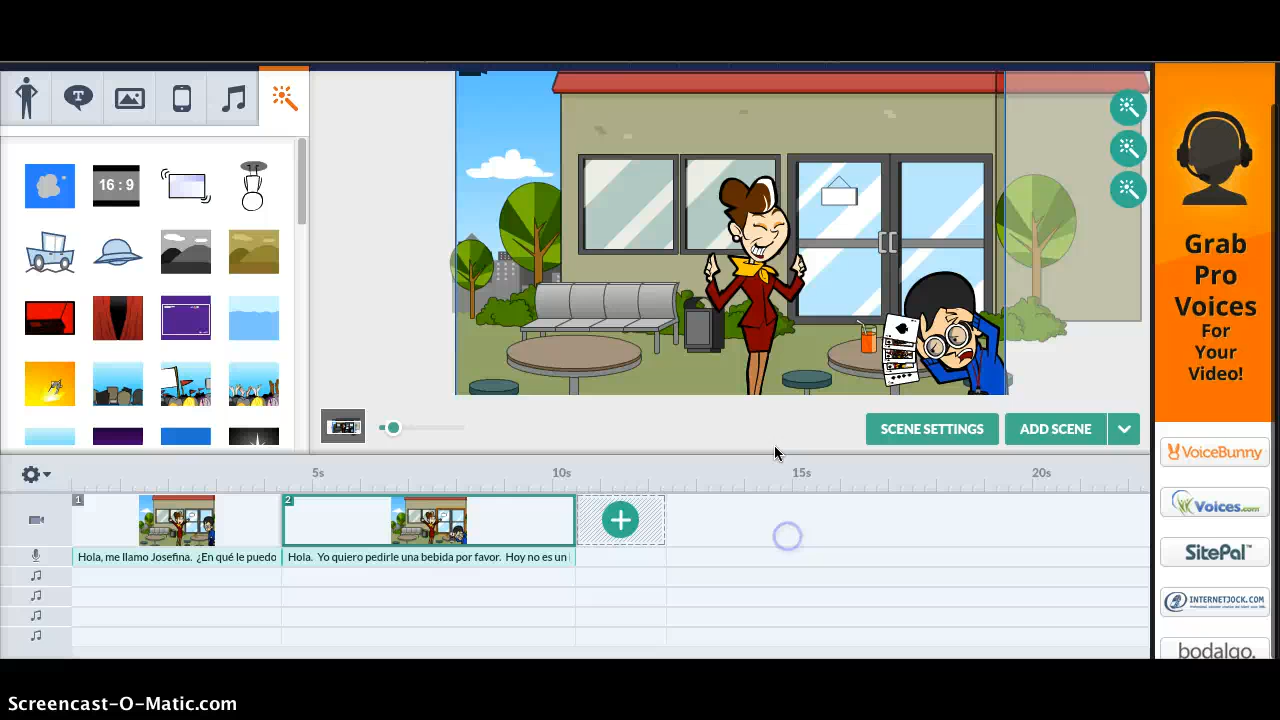 T
16 : 9
Grab
Pro
Voices
For
Your
Video!
SCENE SETTINGS
ADD SCENE
VoiceBunny
Voices.com
SitePal
INTERNETJOCK.COM
bodalgo.
5s
10s
15s
20s
1
2
Hola, me llamo Josefina. ¿En qué le puedo
Hola. Yo quiero pedirle una bebida por favor. Hoy no es un
Screencast-O-Matic.com